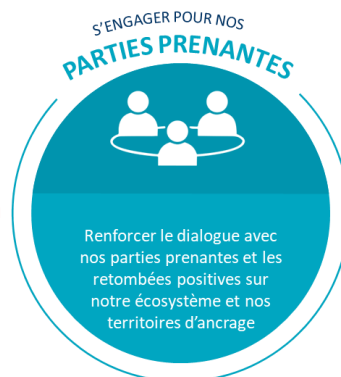 S'ENGAGER POUR NOS
PARTIES PRENANTES
Renforcer le dialogue avec
nos parties prenantes et les
retombées positives sur
notre écosystème et nos
territoires d'ancrage